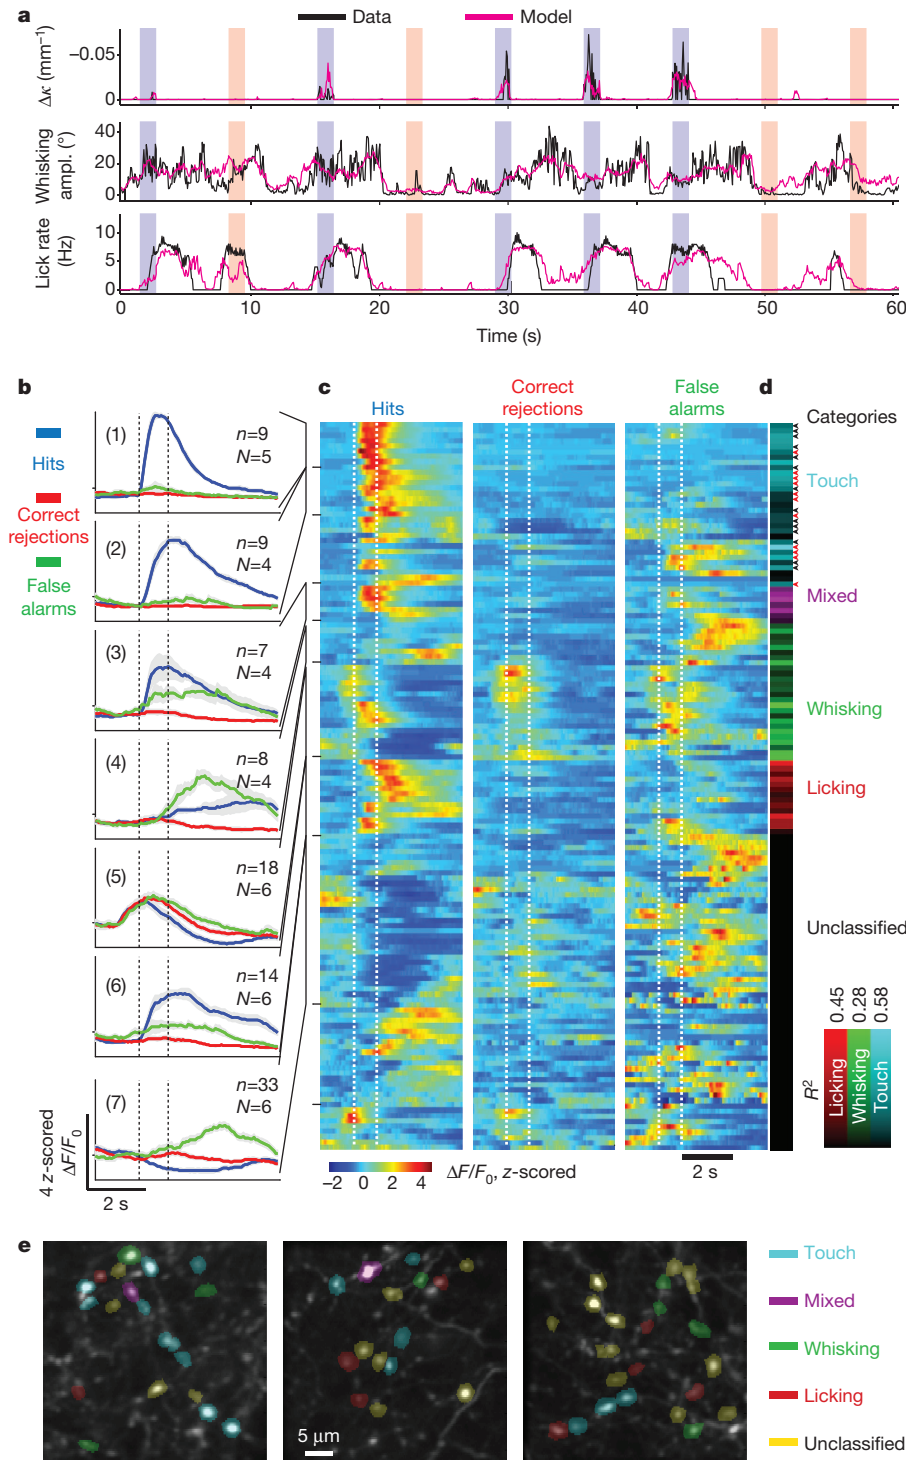 a
Data
Model
Δκ (mm⁻¹)
−0.05
0
Whisking
ampl. (°)
40
20
0
Lick rate
(Hz)
10
5
0
0
10
20
30
40
50
60
Time (s)
b
Hits
Correct
rejections
False
alarms
(1)
n=9
N=5
(2)
n=9
N=4
(3)
n=7
N=4
(4)
n=8
N=4
(5)
n=18
N=6
(6)
n=14
N=6
(7)
n=33
N=6
4 z-scored
ΔF/F₀
2 s
c
Hits
Correct
rejections
False
alarms
−2 0 2 4
ΔF/F₀, z-scored
2 s
d
Categories
Touch
Mixed
Whisking
Licking
Unclassified
R²
0.45
0.28
0.58
Licking
Whisking
Touch
e
5 μm
Touch
Mixed
Whisking
Licking
Unclassified